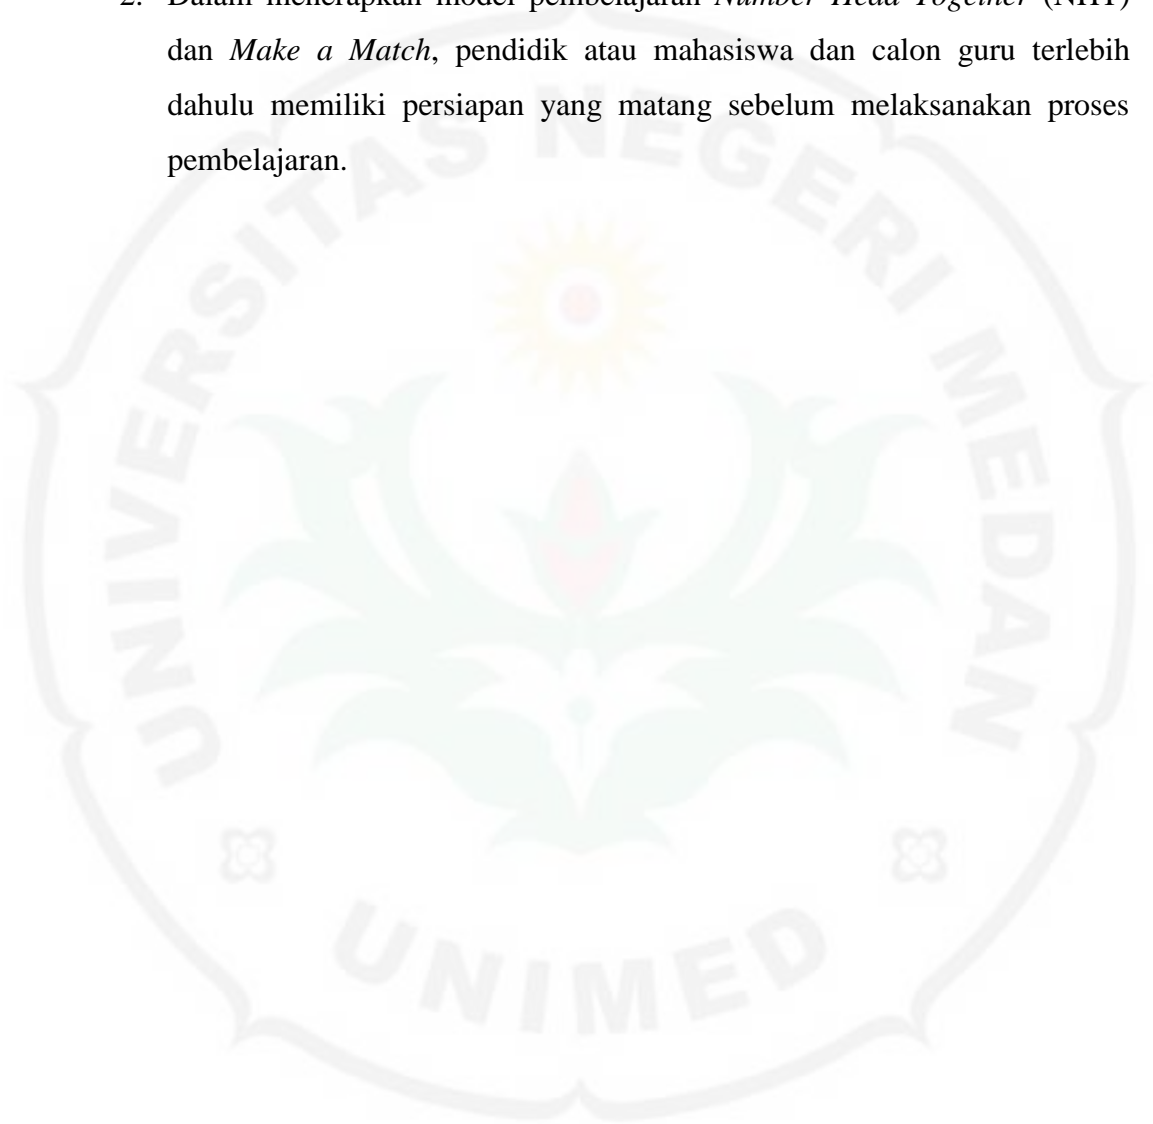 2. Dalam menerapkan model pembelajaran Number Head Together (NHT)
dan Make a Match, pendidik atau mahasiswa dan calon guru terlebih
dahulu memiliki persiapan yang matang sebelum melaksanakan proses
pembelajaran.
UNIVERSITAS NEGERI MEDAN
UNIMED